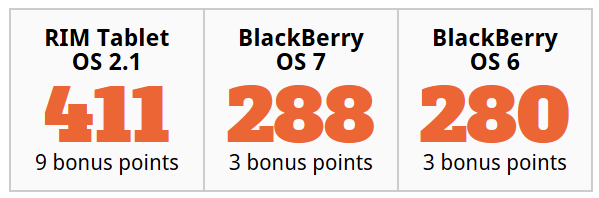 RIM Tablet
OS 2.1
411
9 bonus points
BlackBerry
OS 7
288
3 bonus points
BlackBerry
OS 6
280
3 bonus points